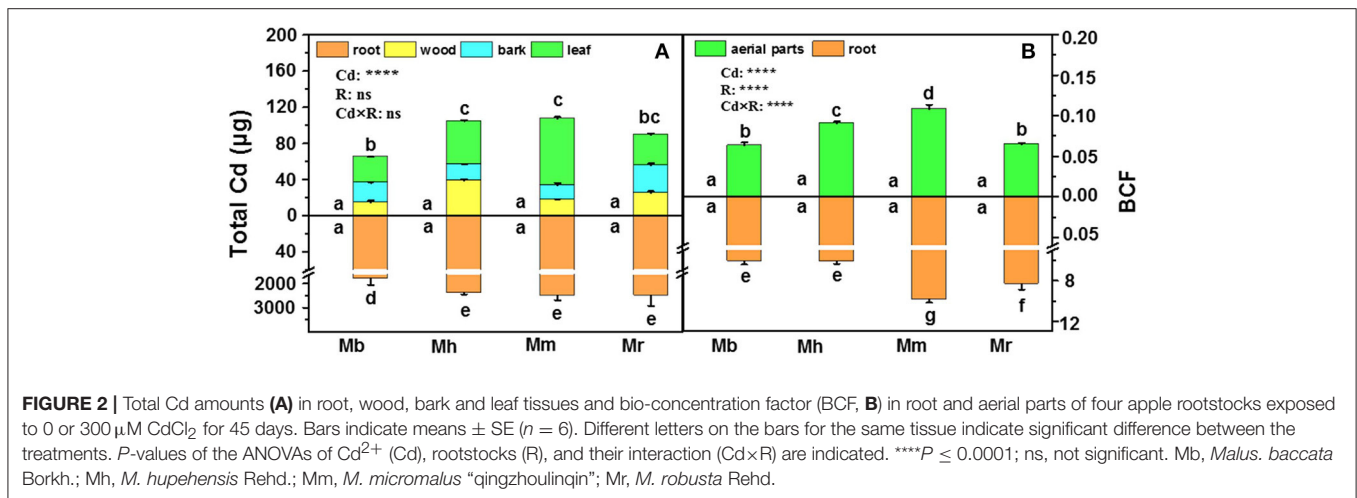 200
160
120
80
40
0
40
2000
3000
Total Cd (µg)
root wood bark leaf
A
Cd: ****
R: ns
Cd×R: ns
b
c
c
bc
a a a a
a a a a
d
e
e
e
Mb Mh Mm Mr
aerial parts root
B
Cd: ****
R: ****
Cd×R: ****
b
c
d
b
a a a a
a a a a
e
e
g
f
Mb Mh Mm Mr
0.20
0.15
0.10
0.05
0.00
0.05
8
12
BCF
FIGURE 2 | Total Cd amounts (A) in root, wood, bark and leaf tissues and bio-concentration factor (BCF, B) in root and aerial parts of four apple rootstocks exposed
to 0 or 300 µM CdCl₂ for 45 days. Bars indicate means ± SE (n = 6). Different letters on the bars for the same tissue indicate significant difference between the
treatments. P-values of the ANOVAs of Cd²⁺ (Cd), rootstocks (R), and their interaction (Cd×R) are indicated. ****P ≤ 0.0001; ns, not significant. Mb, Malus. baccata
Borkh.; Mh, M. hupehensis Rehd.; Mm, M. micromalus “qingzhoulinqin”; Mr, M. robusta Rehd.